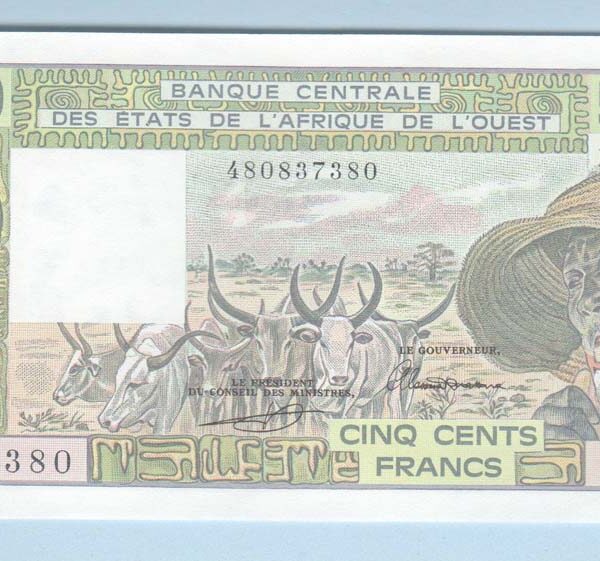 BANQUE CENTRALE
DES ÉTATS DE L'AFRIQUE DE L'OUEST
480837380
LE GOUVERNEUR,
LE PRÉSIDENT
DU CONSEIL DES MINISTRES,
CINQ CENTS
FRANCS
380